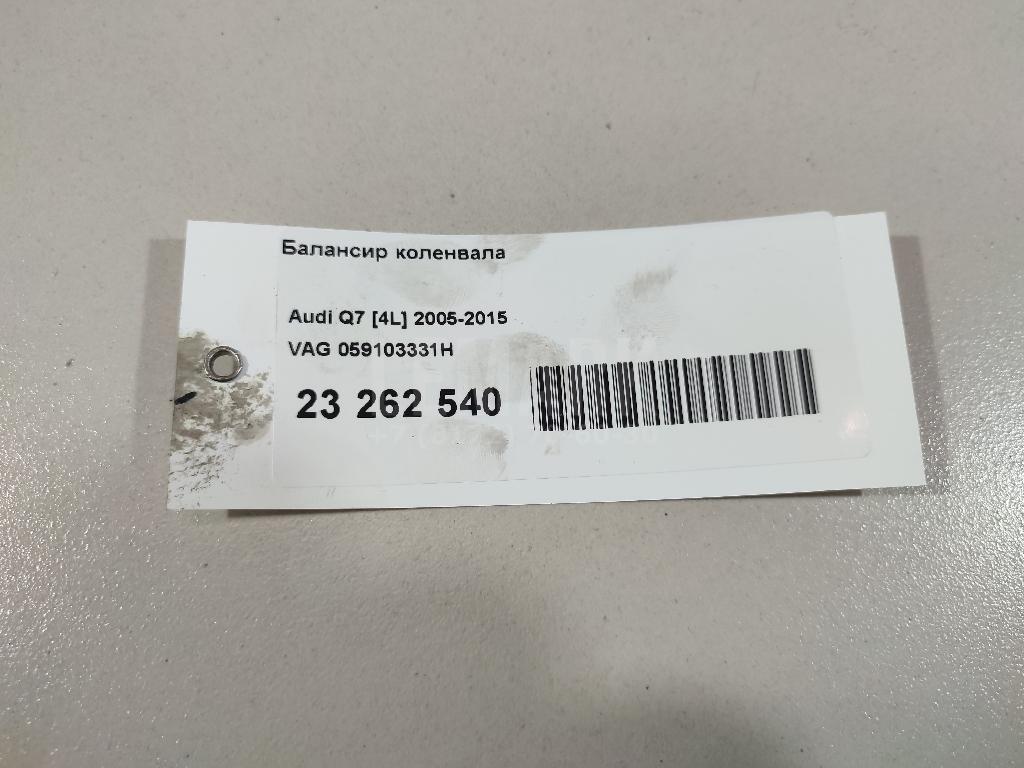 Балансир коленвала
Audi Q7 [4L] 2005-2015
VAG 059103331H
23 262 540